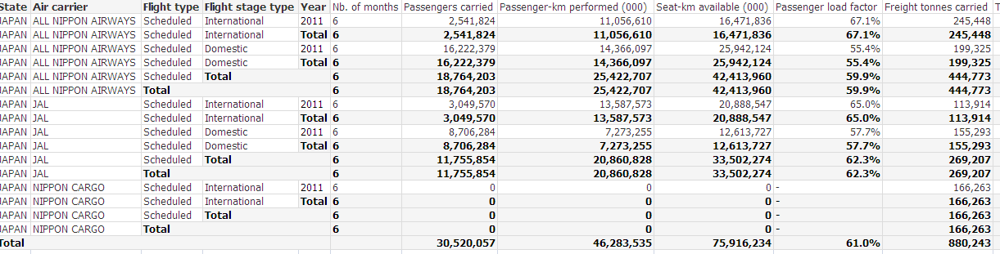 State Air carrier Flight type Flight stage type Year Nb. of months Passengers carried Passenger-km performed (000) Seat-km available (000) Passenger load factor Freight tonnes carried T
JAPAN ALL NIPPON AIRWAYS Scheduled International 2011 6 2,541,824 11,056,610 16,471,836 67.1% 245,448
JAPAN ALL NIPPON AIRWAYS Scheduled International Total 6 2,541,824 11,056,610 16,471,836 67.1% 245,448
JAPAN ALL NIPPON AIRWAYS Scheduled Domestic 2011 6 16,222,379 14,366,097 25,942,124 55.4% 199,325
JAPAN ALL NIPPON AIRWAYS Scheduled Domestic Total 6 16,222,379 14,366,097 25,942,124 55.4% 199,325
JAPAN ALL NIPPON AIRWAYS Scheduled Total 6 18,764,203 25,422,707 42,413,960 59.9% 444,773
JAPAN ALL NIPPON AIRWAYS Total 6 18,764,203 25,422,707 42,413,960 59.9% 444,773
JAPAN JAL Scheduled International 2011 6 3,049,570 13,587,573 20,888,547 65.0% 113,914
JAPAN JAL Scheduled International Total 6 3,049,570 13,587,573 20,888,547 65.0% 113,914
JAPAN JAL Scheduled Domestic 2011 6 8,706,284 7,273,255 12,613,727 57.7% 155,293
JAPAN JAL Scheduled Domestic Total 6 8,706,284 7,273,255 12,613,727 57.7% 155,293
JAPAN JAL Scheduled Total 6 11,755,854 20,860,828 33,502,274 62.3% 269,207
JAPAN JAL Total 6 11,755,854 20,860,828 33,502,274 62.3% 269,207
JAPAN NIPPON CARGO Scheduled International 2011 6 0 0 0 - 166,263
JAPAN NIPPON CARGO Scheduled International Total 6 0 0 0 - 166,263
JAPAN NIPPON CARGO Scheduled Total 6 0 0 0 - 166,263
JAPAN NIPPON CARGO Total 6 0 0 0 - 166,263
Total 30,520,057 46,283,535 75,916,234 61.0% 880,243